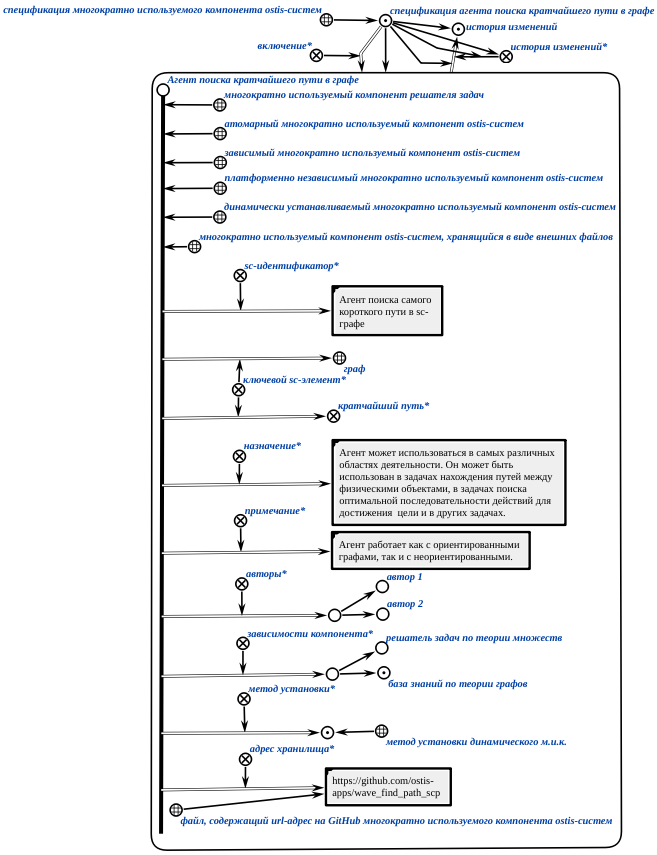 спецификация многократно используемого компонента ostis-систем
спецификация агента поиска кратчайшего пути в графе
история изменений
включение*
история изменений*
Агент поиска кратчайшего пути в графе
многократно используемый компонент решателя задач
атомарный многократно используемый компонент ostis-систем
зависимый многократно используемый компонент ostis-систем
платформенно независимый многократно используемый компонент ostis-систем
динамически устанавливаемый многократно используемый компонент ostis-систем
многократно используемый компонент ostis-систем, хранящийся в виде внешних файлов
sc-идентификатор*
Агент поиска самого
короткого пути в sc-
графе
граф
ключевой sc-элемент*
кратчайший путь*
назначение*
Агент может использоваться в самых различных
областях деятельности. Он может быть
использован в задачах нахождения путей между
физическими объектами, в задачах поиска
оптимальной последовательности действий для
достижения цели и в других задачах.
примечание*
Агент работает как с ориентированными
графами, так и с неориентированными.
авторы*
автор 1
автор 2
зависимости компонента*
решатель задач по теории множеств
база знаний по теории графов
метод установки*
метод установки динамического м.и.к.
адрес хранилища*
https://github.com/ostis-
apps/wave_find_path_scp
файл, содержащий url-адрес на GitHub многократно используемого компонента ostis-систем